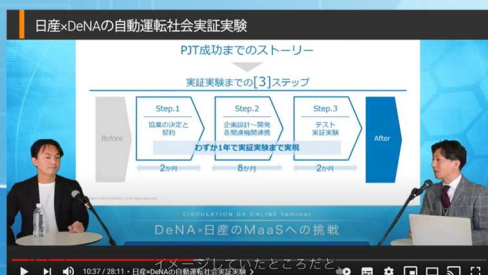 日産×DeNAの自動運転社会実証実験
PJT成功までのストーリー
実証実験までの[3]ステップ
Before
Step.1
協業の決定と
契約
Step.2
企画設計～開発
各関連機関連携
Step.3
テスト
実証実験
After
わずか1年で実証実験まで実現
2か月
8か月
2か月
CIRCULATION DX ONLINE Seminar
DeNA×日産のMaaSへの挑戦
イメージしていたところだと
10:37 / 28:11・日産×DeNAの自動運転社会実証実験